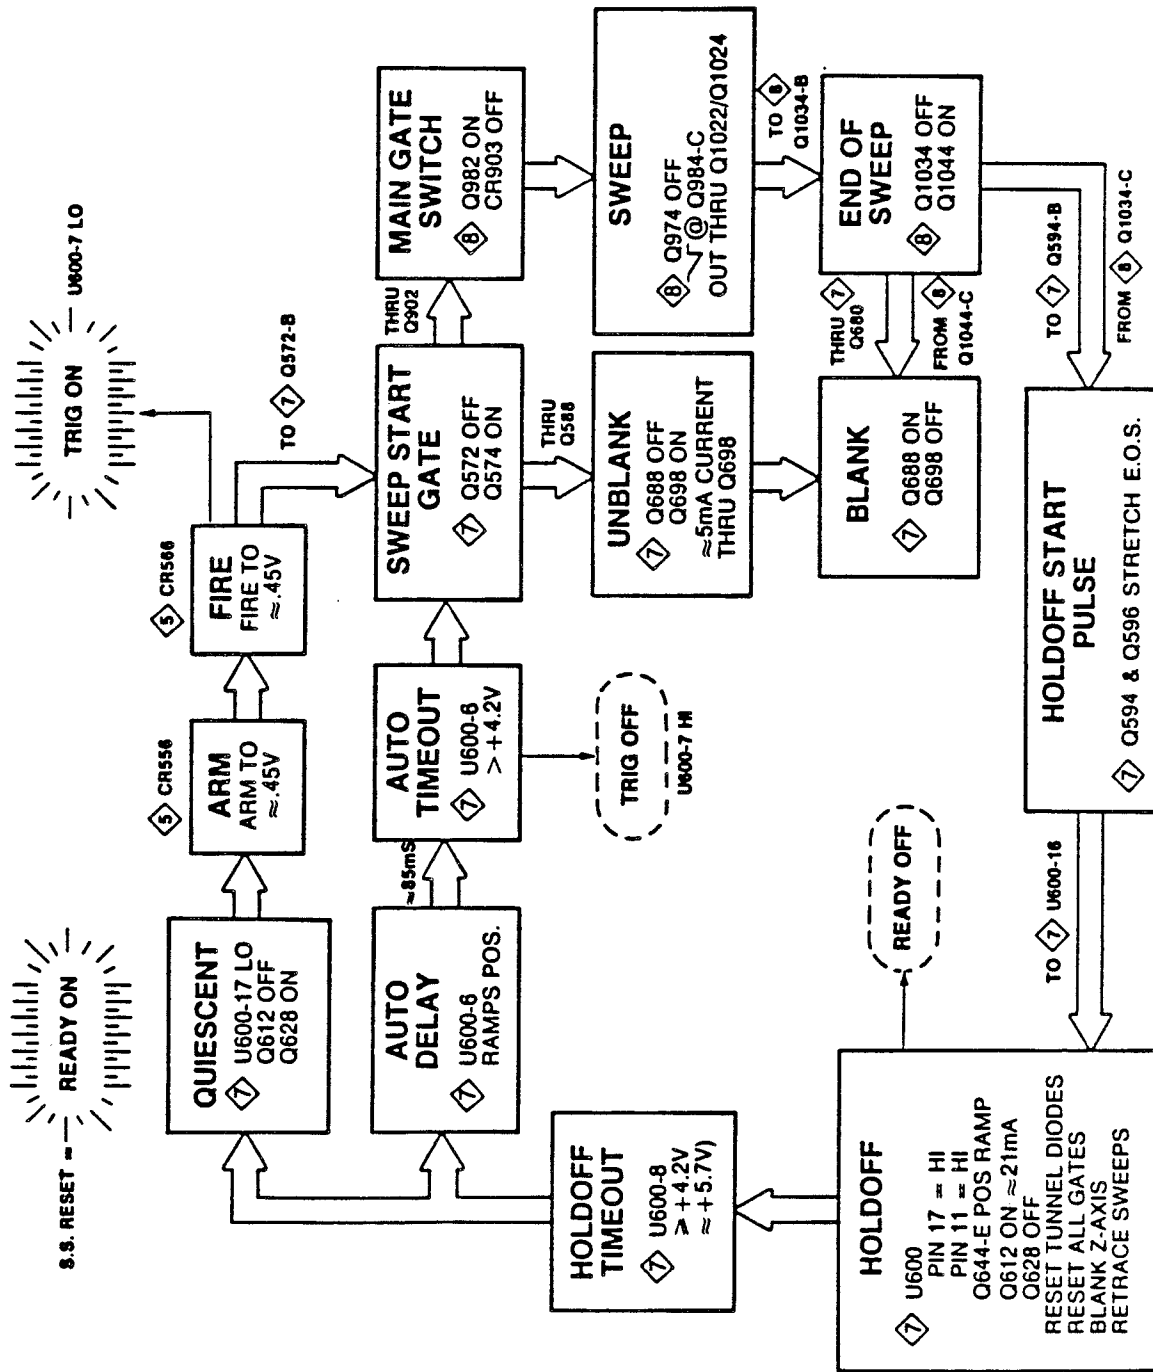 S.S. RESET =
READY ON
TRIG ON
U600-7 LO
QUIESCENT
7 U600-17 LO
Q612 OFF
Q628 ON
5 CR556
ARM
ARM TO
≈.45V
5 CR566
FIRE
FIRE TO
≈.45V
TO 7 Q572-B
AUTO
DELAY
7 U600-6
RAMPS POS.
≈85mS
AUTO
TIMEOUT
7 U600-6
>+4.2V
TRIG OFF
U600-7 HI
SWEEP START
GATE
7 Q572 OFF
Q574 ON
THRU
Q902
MAIN GATE
SWITCH
8 Q982 ON
CR903 OFF
THRU
Q588
HOLDOFF
TIMEOUT
7 U600-8
⩾+4.2V
≈+5.7V)
UNBLANK
7 Q688 OFF
Q698 ON
≈5mA CURRENT
THRU Q698
SWEEP
8 Q974 OFF
@ Q984-C
OUT THRU Q1022/Q1024
TO 8
Q1034-B
BLANK
7 Q688 ON
Q698 OFF
THRU 7
Q680
FROM 8
Q1044-C
END OF
SWEEP
8 Q1034 OFF
Q1044 ON
HOLDOFF
7 U600
PIN 17 = HI
PIN 11 = HI
Q644-E POS RAMP
Q612 ON ≈21mA
Q628 OFF
RESET TUNNEL DIODES
RESET ALL GATES
BLANK Z-AXIS
RETRACE SWEEPS
READY OFF
TO 7 U600-16
HOLDOFF START
PULSE
7 Q594 & Q596 STRETCH E.O.S.
TO 7 Q594-B
FROM 8 Q1034-C